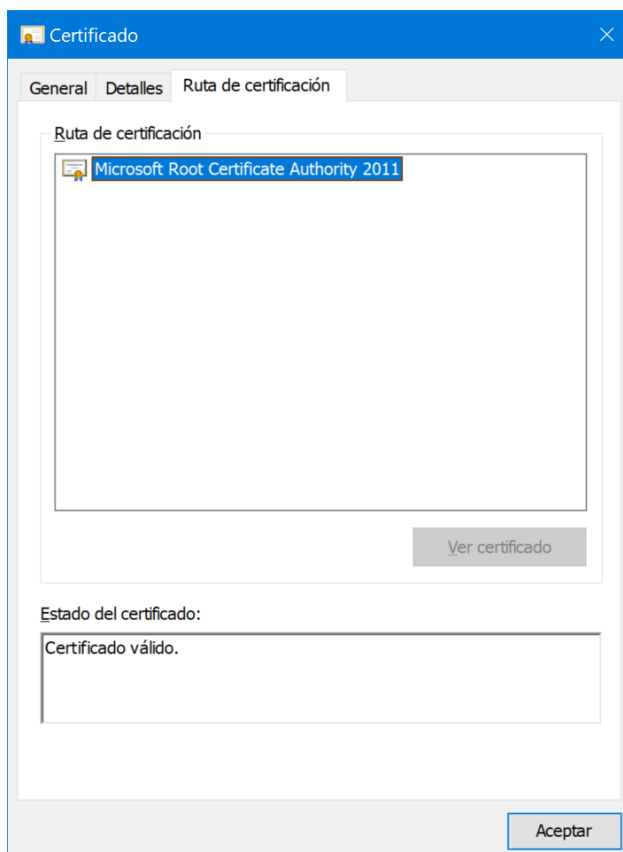 Certificado
General Detalles Ruta de certificación
Ruta de certificación
Microsoft Root Certificate Authority 2011
Ver certificado
Estado del certificado:
Certificado válido.
Aceptar